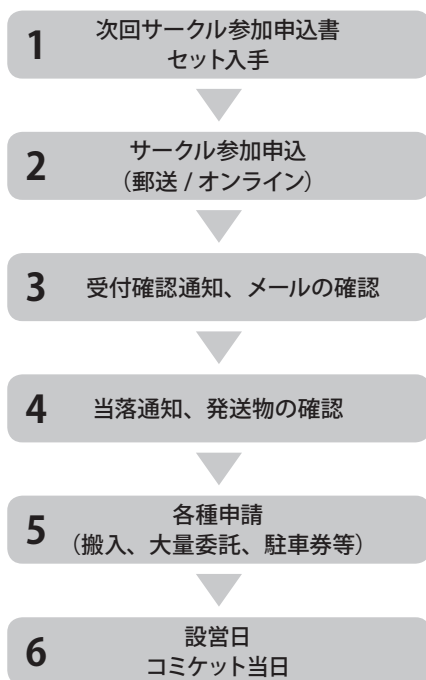 1 次回サークル参加申込書
セット入手
2 サークル参加申込
（郵送 / オンライン）
3 受付確認通知、メールの確認
4 当落通知、発送物の確認
5 各種申請
（搬入、大量委託、駐車券等）
6 設営日
コミケット当日